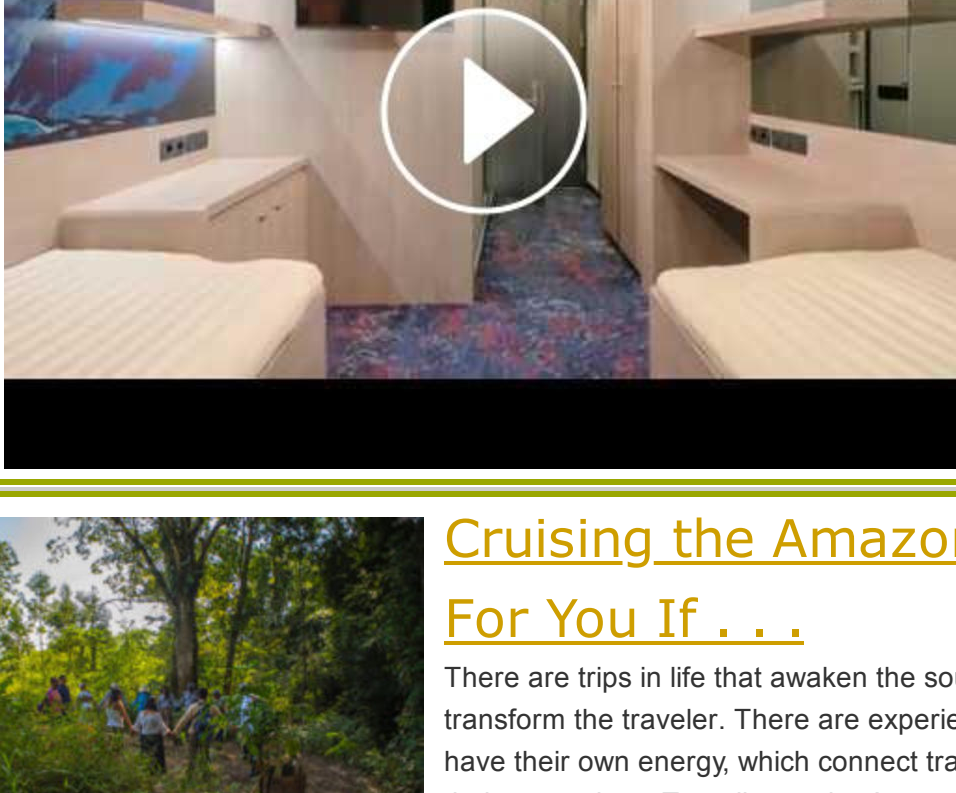 Cruising the Amazon
For You If . . .
There are trips in life that awaken the sou
transform the traveler. There are experie
have their own energy, which connect tra